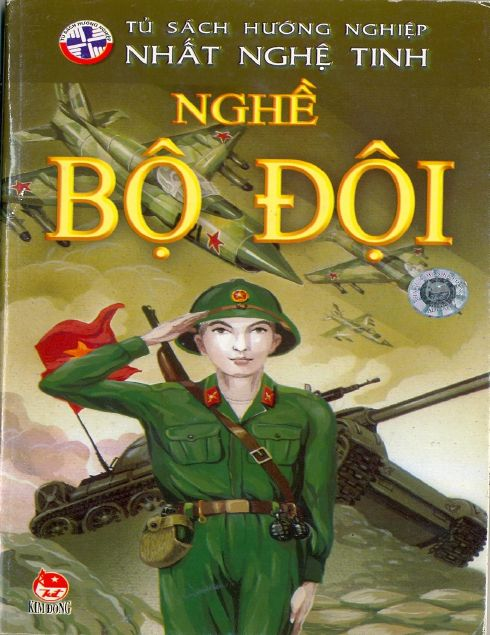 TỦ SÁCH HƯỚNG NGHIỆP
NHẤT NGHỆ TINH
NGHỀ
BỘ ĐỘI
KIM ĐỒNG